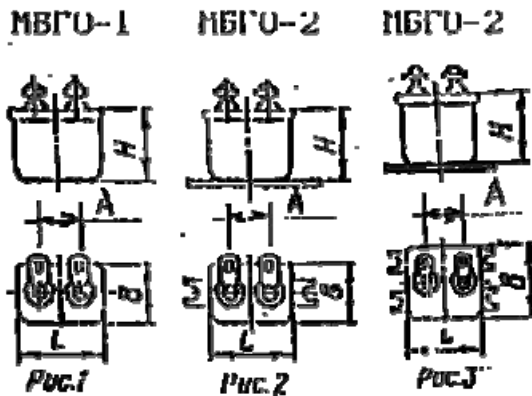 МБГО-1 МБГО-2 МБГО-2
H H H
A A A
B B B
L L L
Рис.1 Рис.2 Рис.3